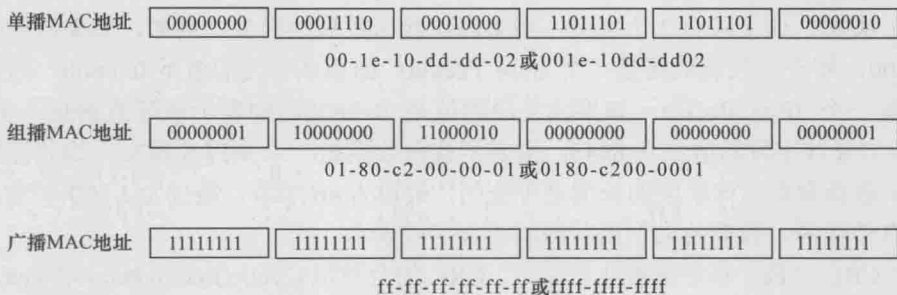 单播MAC地址 00000000 00011110 00010000 11011101 11011101 00000010
00-1e-10-dd-dd-02或001e-10dd-dd02
组播MAC地址 00000001 10000000 11000010 00000000 00000000 00000001
01-80-c2-00-00-01或0180-c200-0001
广播MAC地址 11111111 11111111 11111111 11111111 11111111 11111111
ff-ff-ff-ff-ff-ff或ffff-ffff-ffff